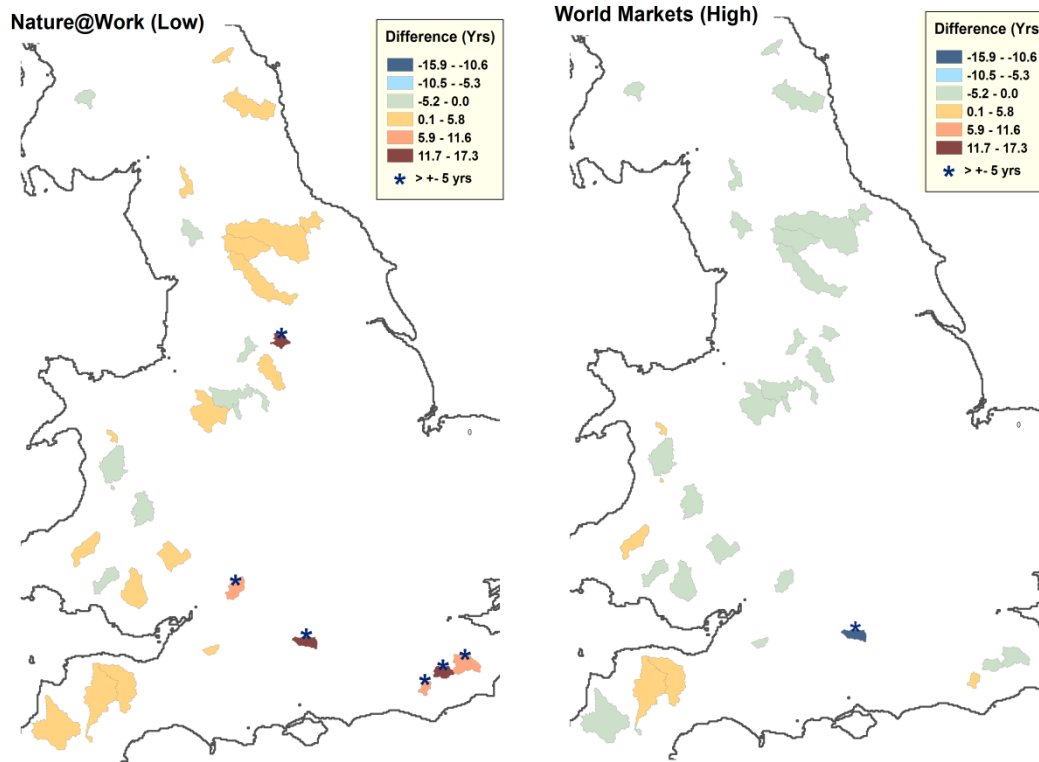 Nature@Work (Low)
Difference (Yrs)
-15.9 - -10.6
-10.5 - -5.3
-5.2 - 0.0
0.1 - 5.8
5.9 - 11.6
11.7 - 17.3
* > +- 5 yrs
*
*
*
*
*
*
World Markets (High)
Difference (Yrs)
-15.9 - -10.6
-10.5 - -5.3
-5.2 - 0.0
0.1 - 5.8
5.9 - 11.6
11.7 - 17.3
* > +- 5 yrs
*